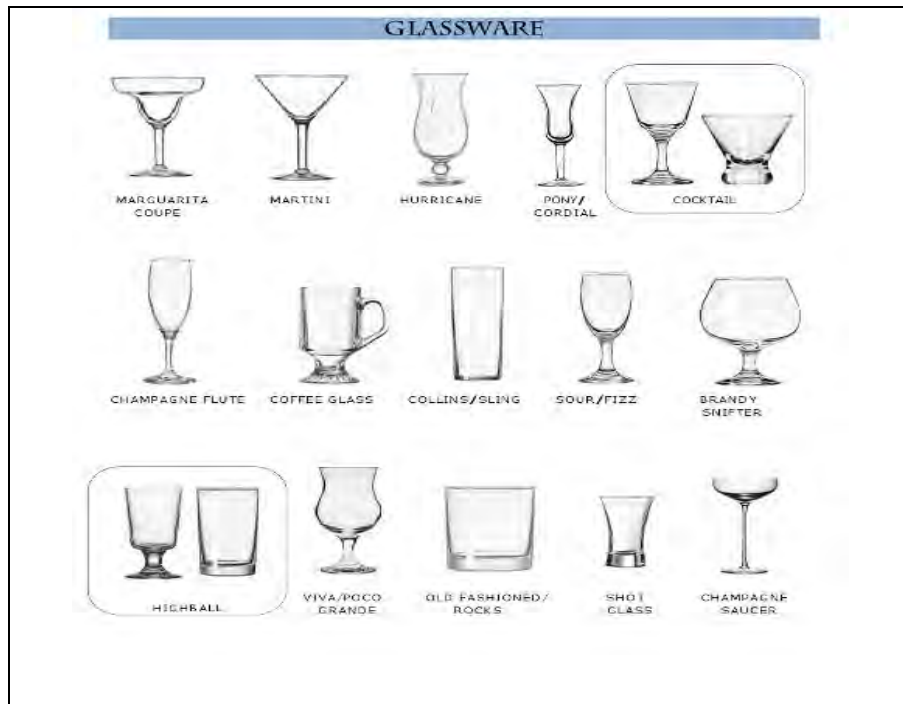 GLASSWARE
MARGUARITA
COUPE
MARTINI
HURRICANE
PONY/
CORDIAL
COCKTAIL
CHAMPAGNE FLUTE
COFFEE GLASS
COLLINS/SLING
SOUR/FIZZ
BRANDY
SNIFTER
HIGHBALL
VIVA/POCO
GRANDE
OLD FASHIONED/
ROCKS
SHOT
GLASS
CHAMPAGNE
SAUCER